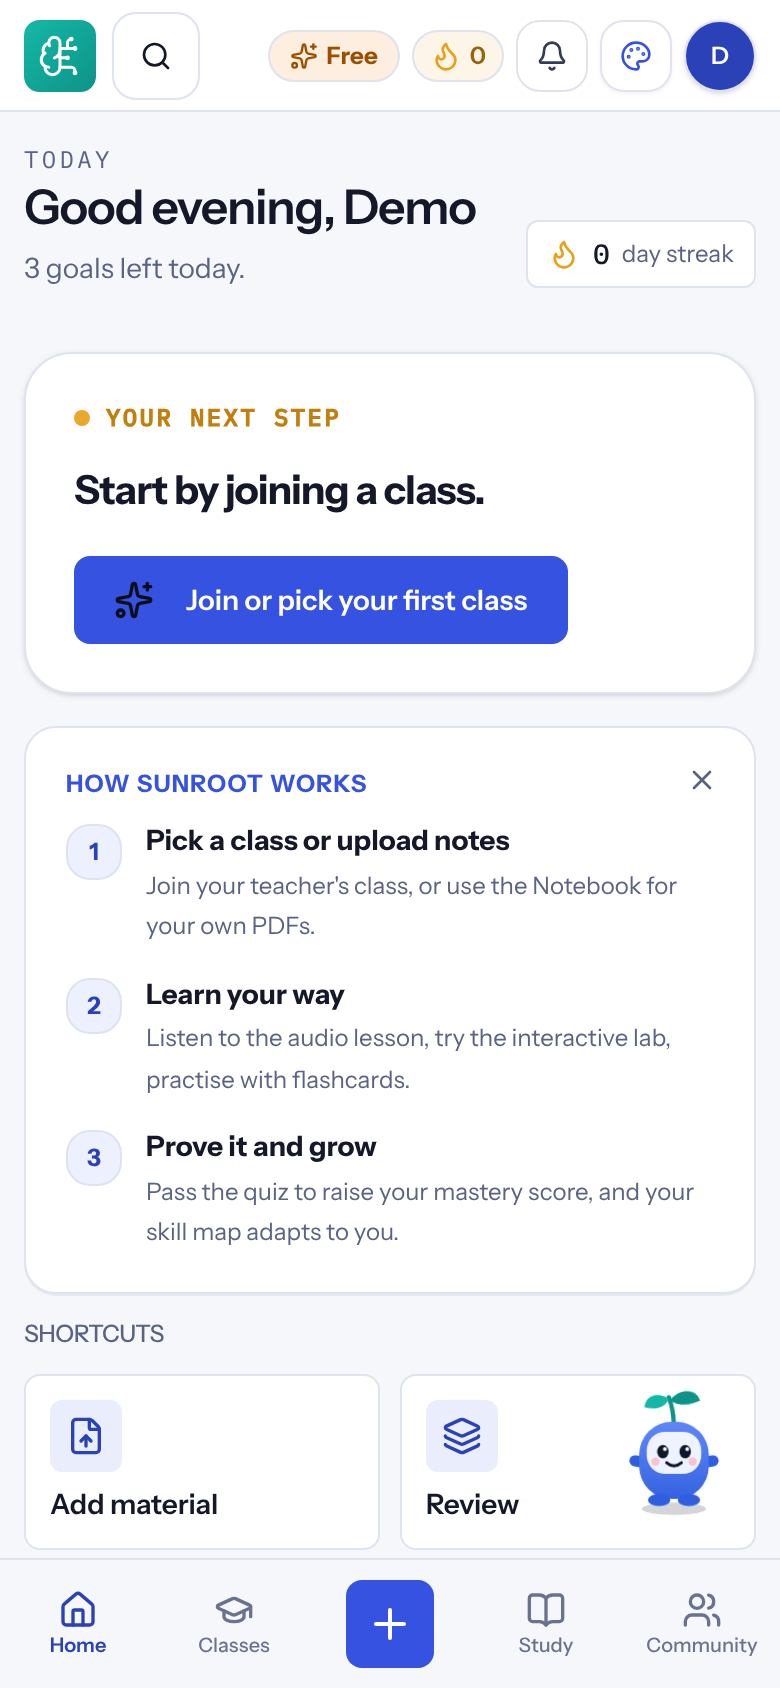 Free
0
D
TODAY
Good evening, Demo
3 goals left today.
0 day streak
YOUR NEXT STEP
Start by joining a class.
Join or pick your first class
HOW SUNROOT WORKS
1
Pick a class or upload notes
Join your teacher's class, or use the Notebook for
your own PDFs.
2
Learn your way
Listen to the audio lesson, try the interactive lab,
practise with flashcards.
3
Prove it and grow
Pass the quiz to raise your mastery score, and your
skill map adapts to you.
SHORTCUTS
Add material
Review
Home
Classes
Study
Community